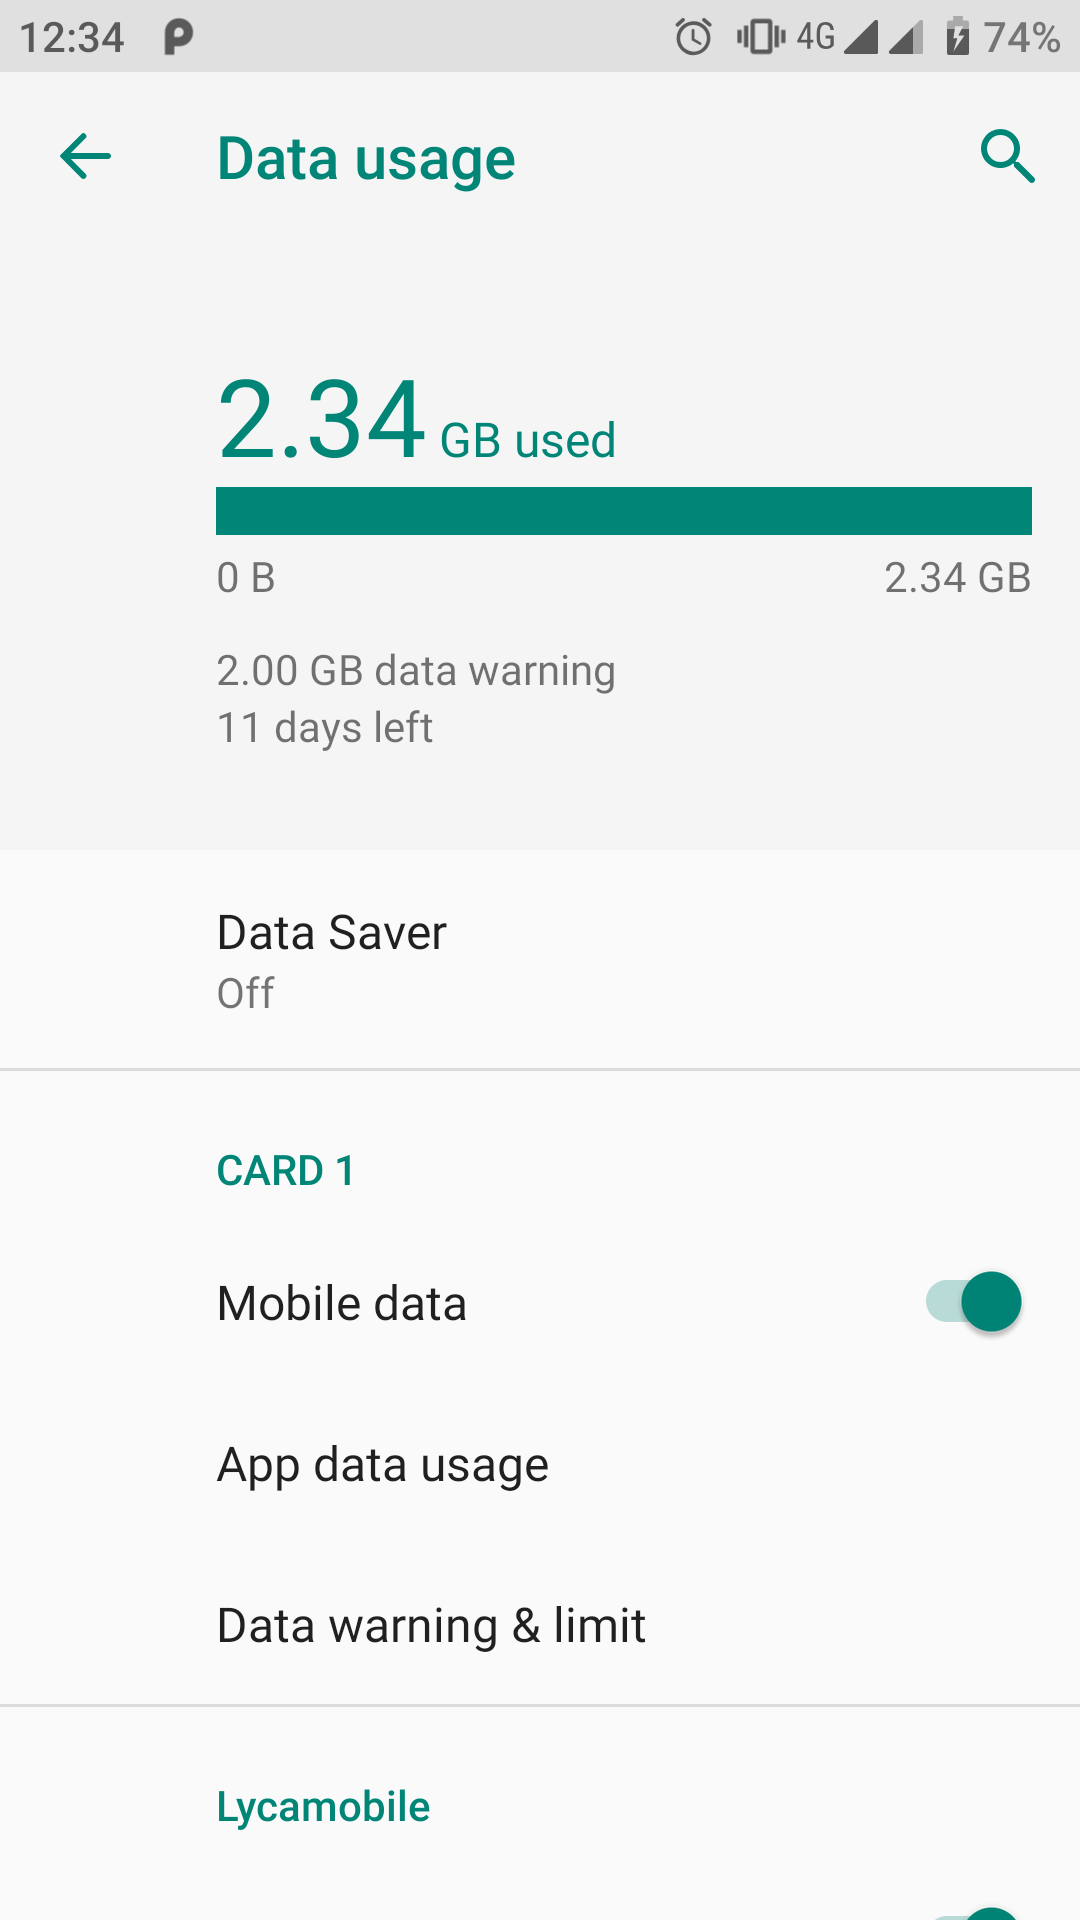 12:34 4G 74%
Data usage
2.34 GB used
0 B 2.34 GB
2.00 GB data warning
11 days left
Data Saver
Off
CARD 1
Mobile data
App data usage
Data warning & limit
Lycamobile